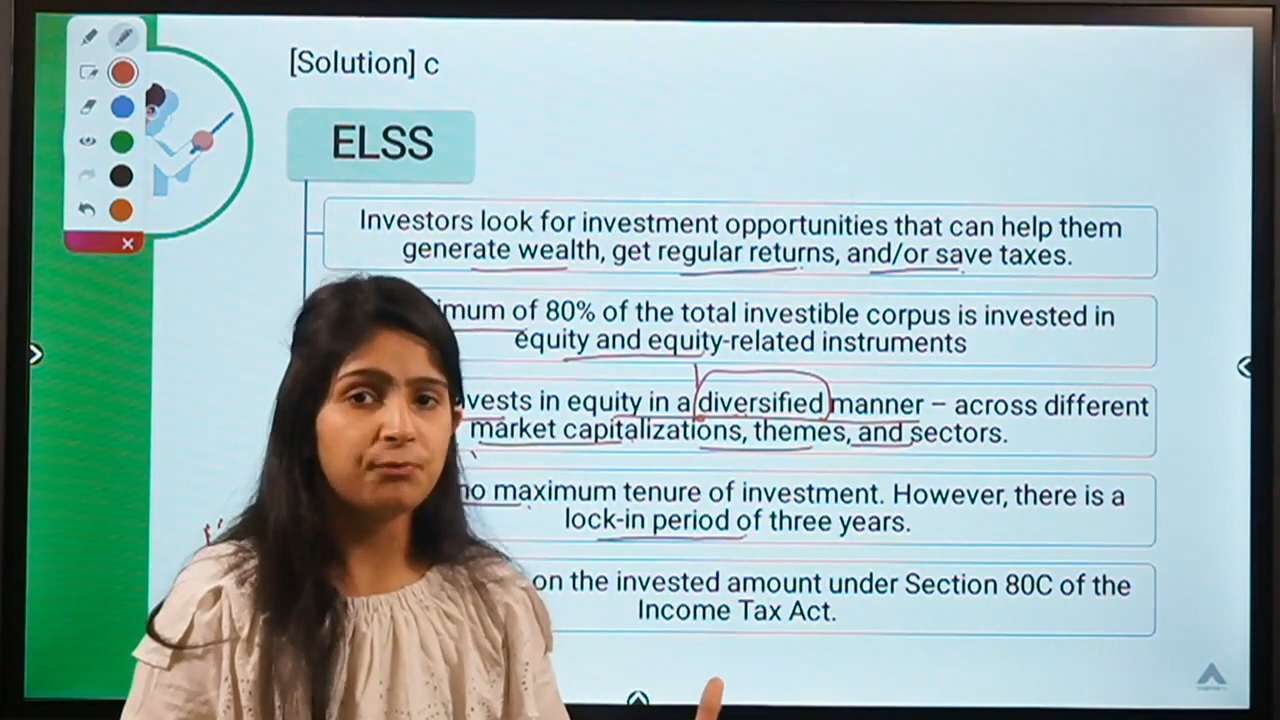 [Solution] c
ELSS
Investors look for investment opportunities that can help them
generate wealth, get regular returns, and/or save taxes.
of 80% of the total investible corpus is invested in
equity and equity-related instruments
in equity in a diversified manner – across different
market capitalizations, themes, and sectors.
no maximum tenure of investment. However, there is a
lock-in period of three years.
on the invested amount under Section 80C of the
Income Tax Act.